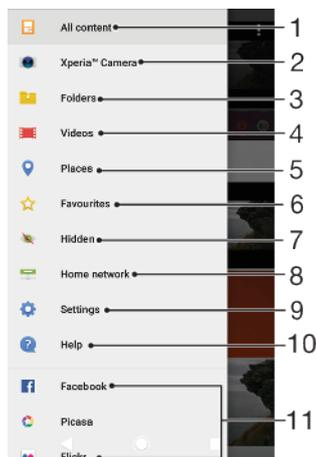 All content 1
Xperia™ Camera 2
Folders 3
Videos 4
Places 5
Favourites 6
Hidden 7
Home network 8
Settings 9
Help 10
Facebook
Picasa 11
Flickr